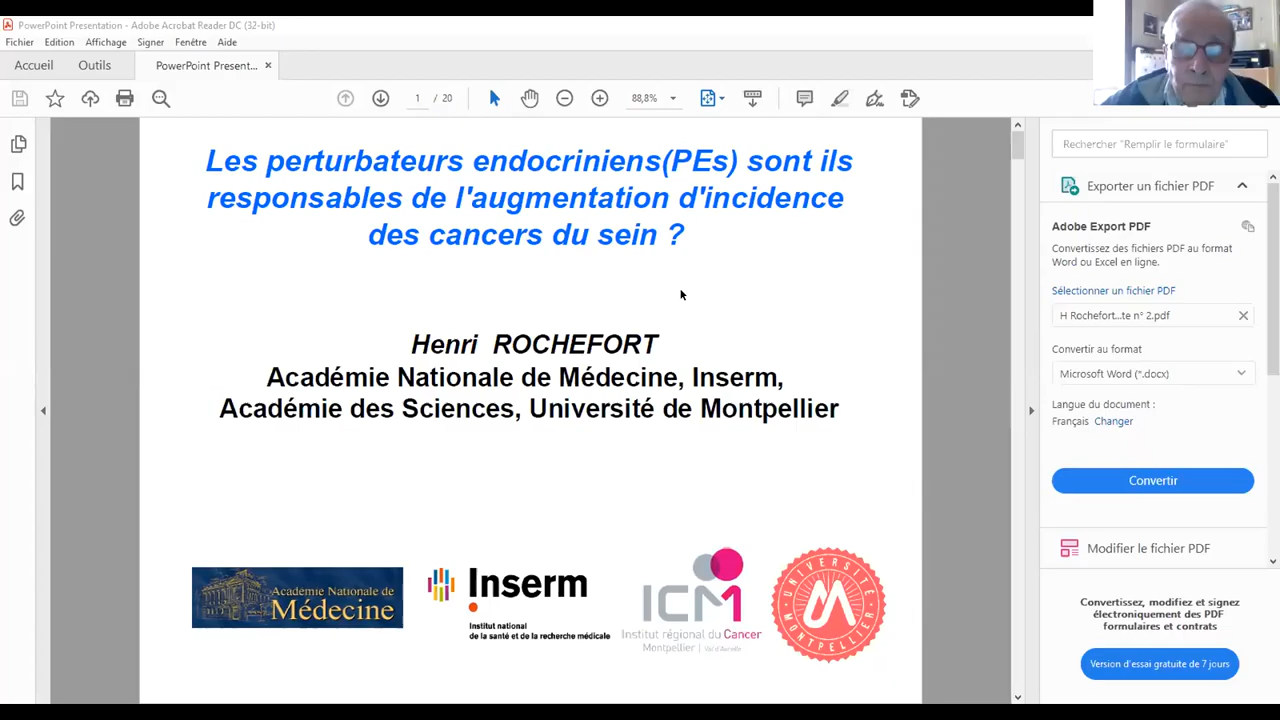 PowerPoint Presentation - Adobe Acrobat Reader DC (32-bit)
Fichier Edition Affichage Signer Fenêtre Aide
Accueil Outils PowerPoint Present... ×
1 / 20 88,8%
Les perturbateurs endocriniens(PEs) sont ils
responsables de l'augmentation d'incidence
des cancers du sein ?
Henri ROCHEFORT
Académie Nationale de Médecine, Inserm,
Académie des Sciences, Université de Montpellier
Académie Nationale de
Médecine
Inserm
Institut national
de la santé et de la recherche médicale
ICM
Institut régional du Cancer
Montpellier | Val d'Aurelle
UNIVERSITÉ
MONTPELLIER
Rechercher "Remplir le formulaire"
Exporter un fichier PDF
Adobe Export PDF
Convertissez des fichiers PDF au format
Word ou Excel en ligne.
Sélectionner un fichier PDF
H Rochefort...te n° 2.pdf
Convertir au format
Microsoft Word (*.docx)
Langue du document :
Français Changer
Convertir
Modifier le fichier PDF
Convertissez, modifiez et signez
électroniquement des PDF
formulaires et contrats
Version d'essai gratuite de 7 jours